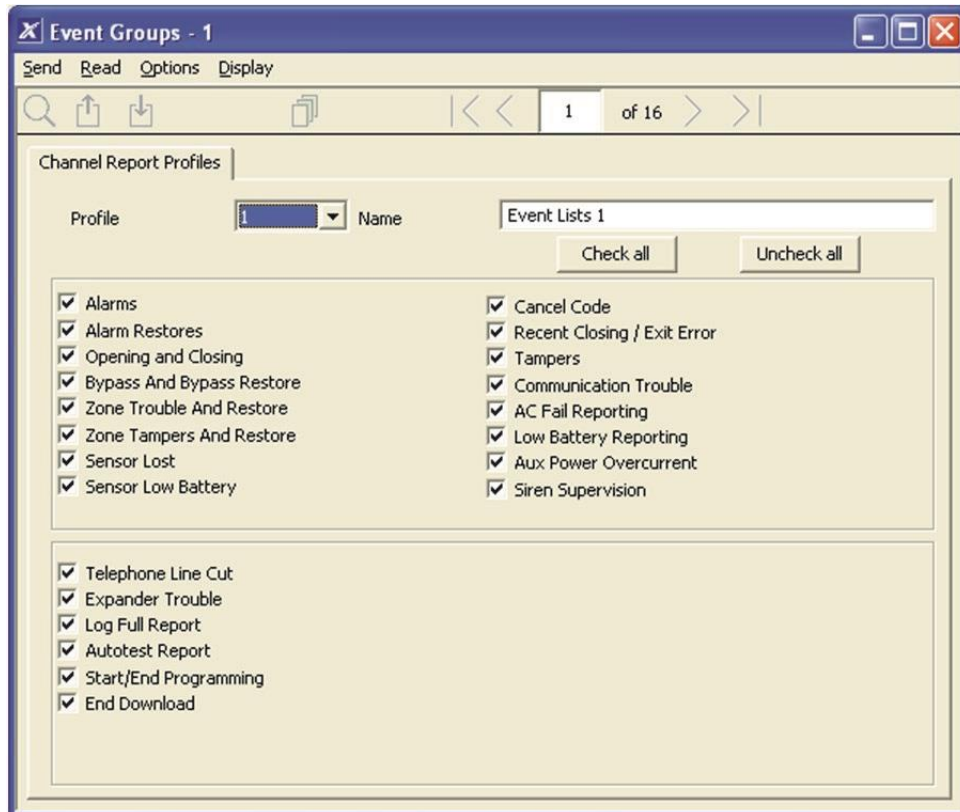 Event Groups - 1
Send Read Options Display
1 of 16
Channel Report Profiles
Profile 1 Name Event Lists 1
Check all Uncheck all
Alarms
Alarm Restores
Opening and Closing
Bypass And Bypass Restore
Zone Trouble And Restore
Zone Tampers And Restore
Sensor Lost
Sensor Low Battery
Cancel Code
Recent Closing / Exit Error
Tampers
Communication Trouble
AC Fail Reporting
Low Battery Reporting
Aux Power Overcurrent
Siren Supervision
Telephone Line Cut
Expander Trouble
Log Full Report
Autotest Report
Start/End Programming
End Download